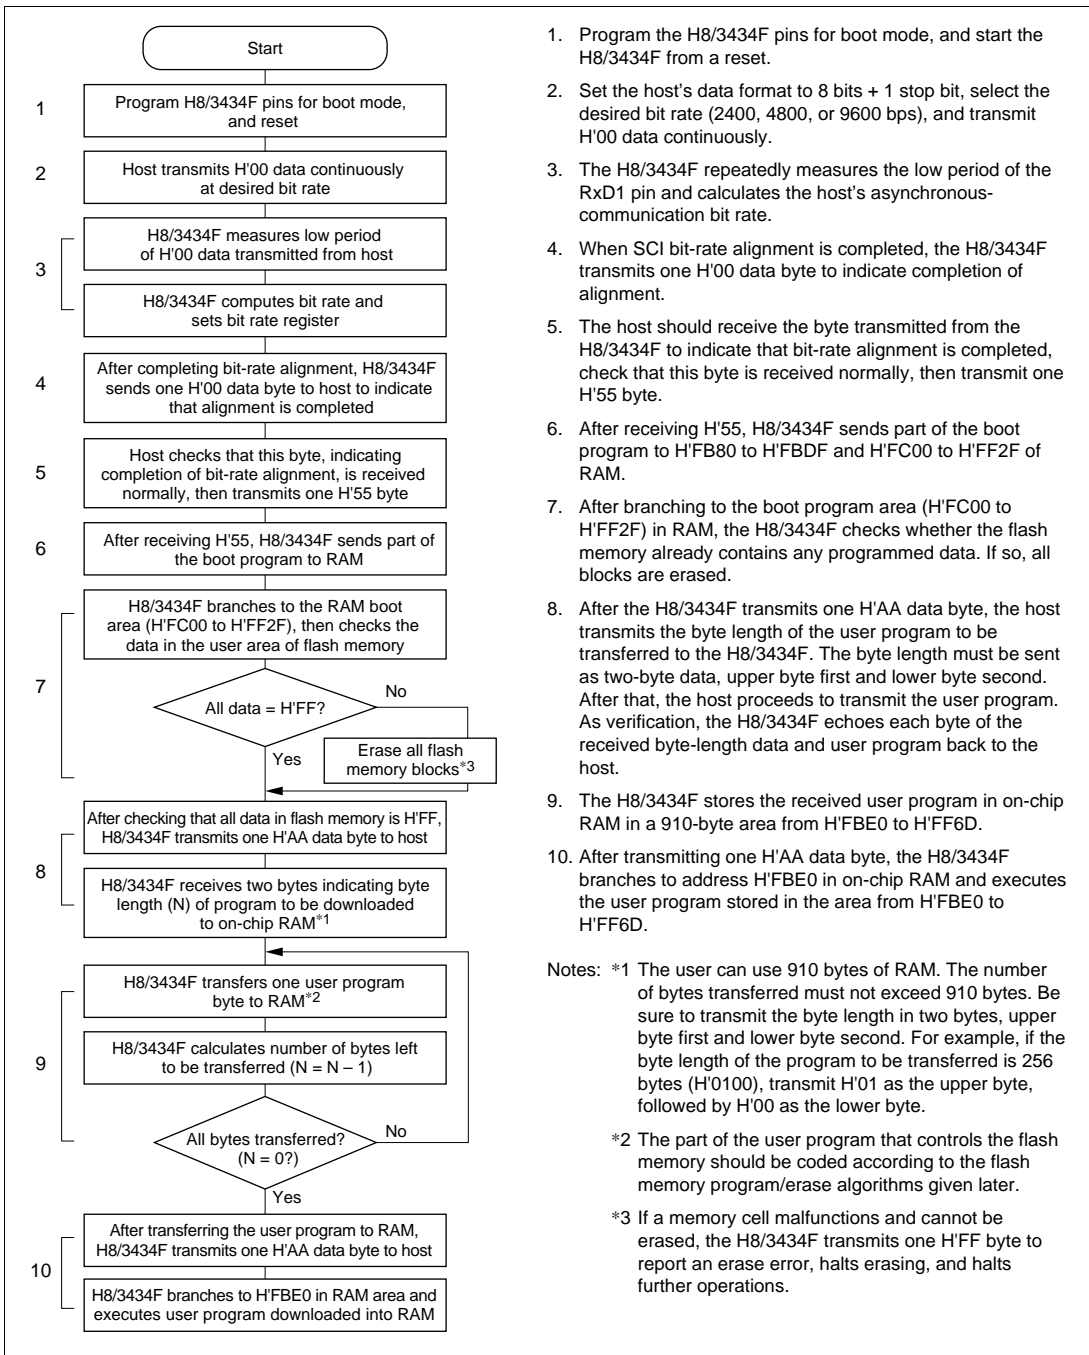 Start
1
Program H8/3434F pins for boot mode,
and reset
2
Host transmits H'00 data continuously
at desired bit rate
3
H8/3434F measures low period
of H'00 data transmitted from host
H8/3434F computes bit rate and
sets bit rate register
4
After completing bit-rate alignment, H8/3434F
sends one H'00 data byte to host to indicate
that alignment is completed
5
Host checks that this byte, indicating
completion of bit-rate alignment, is received
normally, then transmits one H'55 byte
6
After receiving H'55, H8/3434F sends part of
the boot program to RAM
7
H8/3434F branches to the RAM boot
area (H'FC00 to H'FF2F), then checks the
data in the user area of flash memory
All data = H'FF?
No
Yes
Erase all flash
memory blocks*3
8
After checking that all data in flash memory is H'FF,
H8/3434F transmits one H'AA data byte to host
H8/3434F receives two bytes indicating byte
length (N) of program to be downloaded
to on-chip RAM*1
9
H8/3434F transfers one user program
byte to RAM*2
H8/3434F calculates number of bytes left
to be transferred (N = N – 1)
All bytes transferred?
(N = 0?)
No
Yes
10
After transferring the user program to RAM,
H8/3434F transmits one H'AA data byte to host
H8/3434F branches to H'FBE0 in RAM area and
executes user program downloaded into RAM
1. Program the H8/3434F pins for boot mode, and start the
H8/3434F from a reset.
2. Set the host's data format to 8 bits + 1 stop bit, select the
desired bit rate (2400, 4800, or 9600 bps), and transmit
H'00 data continuously.
3. The H8/3434F repeatedly measures the low period of the
RxD1 pin and calculates the host's asynchronous-
communication bit rate.
4. When SCI bit-rate alignment is completed, the H8/3434F
transmits one H'00 data byte to indicate completion of
alignment.
5. The host should receive the byte transmitted from the
H8/3434F to indicate that bit-rate alignment is completed,
check that this byte is received normally, then transmit one
H'55 byte.
6. After receiving H'55, H8/3434F sends part of the boot
program to H'FB80 to H'FBDF and H'FC00 to H'FF2F of
RAM.
7. After branching to the boot program area (H'FC00 to
H'FF2F) in RAM, the H8/3434F checks whether the flash
memory already contains any programmed data. If so, all
blocks are erased.
8. After the H8/3434F transmits one H'AA data byte, the host
transmits the byte length of the user program to be
transferred to the H8/3434F. The byte length must be sent
as two-byte data, upper byte first and lower byte second.
After that, the host proceeds to transmit the user program.
As verification, the H8/3434F echoes each byte of the
received byte-length data and user program back to the
host.
9. The H8/3434F stores the received user program in on-chip
RAM in a 910-byte area from H'FBE0 to H'FF6D.
10. After transmitting one H'AA data byte, the H8/3434F
branches to address H'FBE0 in on-chip RAM and executes
the user program stored in the area from H'FBE0 to
H'FF6D.
Notes: *1 The user can use 910 bytes of RAM. The number
of bytes transferred must not exceed 910 bytes. Be
sure to transmit the byte length in two bytes, upper
byte first and lower byte second. For example, if the
byte length of the program to be transferred is 256
bytes (H'0100), transmit H'01 as the upper byte,
followed by H'00 as the lower byte.
*2 The part of the user program that controls the flash
memory should be coded according to the flash
memory program/erase algorithms given later.
*3 If a memory cell malfunctions and cannot be
erased, the H8/3434F transmits one H'FF byte to
report an erase error, halts erasing, and halts
further operations.